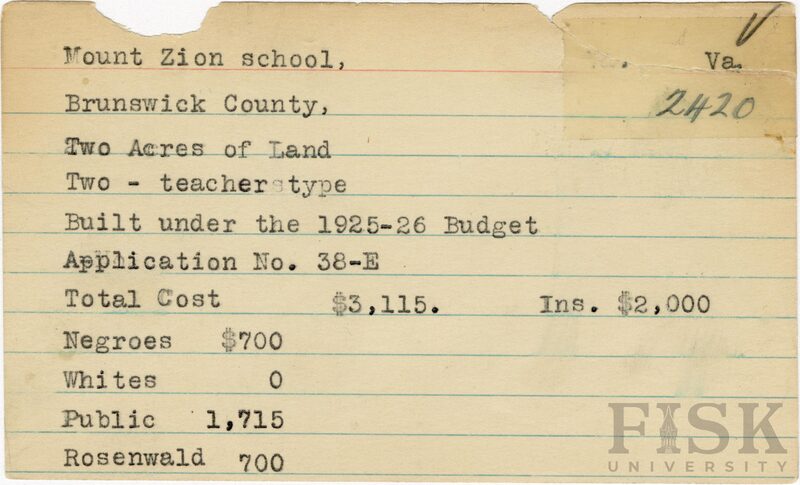 Mount Zion school, Va.
Brunswick County, 2420
Two Acres of Land
Two - teacher type
Built under the 1925-26 Budget
Application No. 38-E
Total Cost $3,115. Ins. $2,000
Negroes $700
Whites 0
Public 1,715
Rosenwald 700
FISK
UNIVERSITY